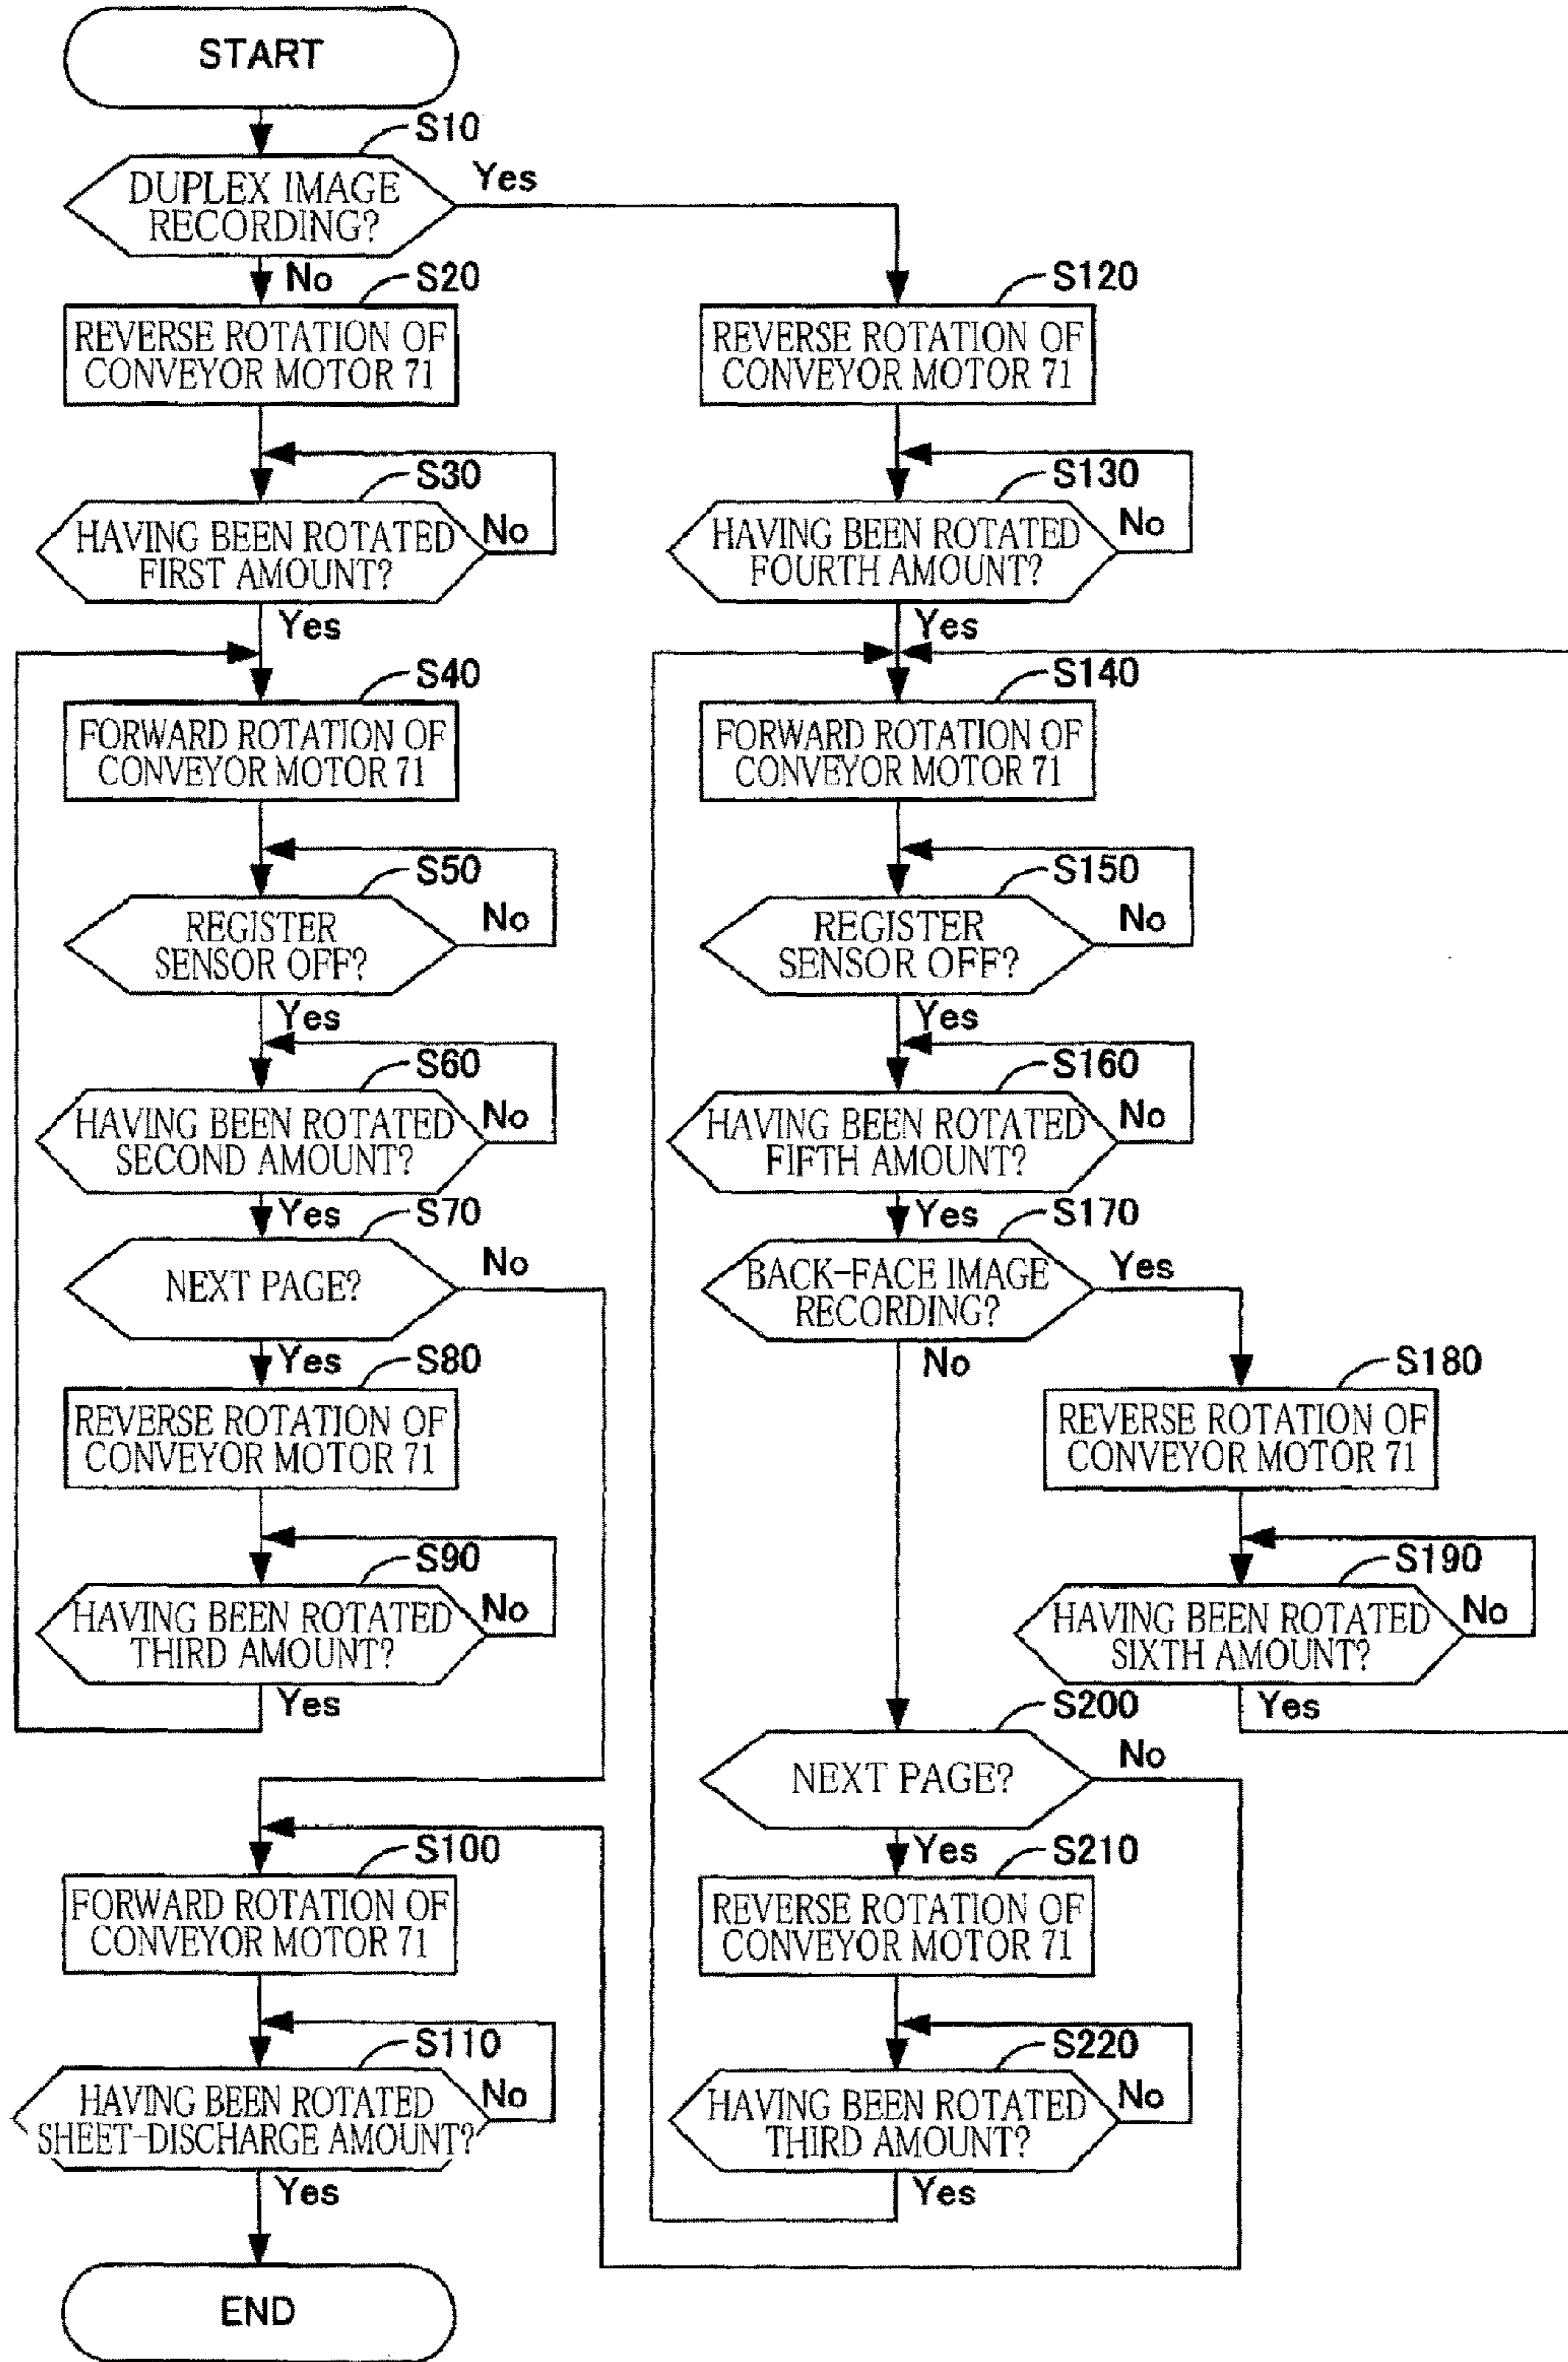 START
S10
DUPLEX IMAGE
RECORDING?
Yes
No
S20
REVERSE ROTATION OF
CONVEYOR MOTOR 71
S30
HAVING BEEN ROTATED
FIRST AMOUNT?
No
Yes
S40
FORWARD ROTATION OF
CONVEYOR MOTOR 71
S50
REGISTER
SENSOR OFF?
No
Yes
S60
HAVING BEEN ROTATED
SECOND AMOUNT?
No
Yes
S70
NEXT PAGE?
No
Yes
S80
REVERSE ROTATION OF
CONVEYOR MOTOR 71
S90
HAVING BEEN ROTATED
THIRD AMOUNT?
No
Yes
S100
FORWARD ROTATION OF
CONVEYOR MOTOR 71
S110
HAVING BEEN ROTATED
SHEET-DISCHARGE AMOUNT?
No
Yes
END
S120
REVERSE ROTATION OF
CONVEYOR MOTOR 71
S130
HAVING BEEN ROTATED
FOURTH AMOUNT?
No
Yes
S140
FORWARD ROTATION OF
CONVEYOR MOTOR 71
S150
REGISTER
SENSOR OFF?
No
Yes
S160
HAVING BEEN ROTATED
FIFTH AMOUNT?
No
Yes
S170
BACK-FACE IMAGE
RECORDING?
Yes
No
S180
REVERSE ROTATION OF
CONVEYOR MOTOR 71
S190
HAVING BEEN ROTATED
SIXTH AMOUNT?
No
Yes
S200
NEXT PAGE?
No
Yes
S210
REVERSE ROTATION OF
CONVEYOR MOTOR 71
S220
HAVING BEEN ROTATED
THIRD AMOUNT?
No
Yes